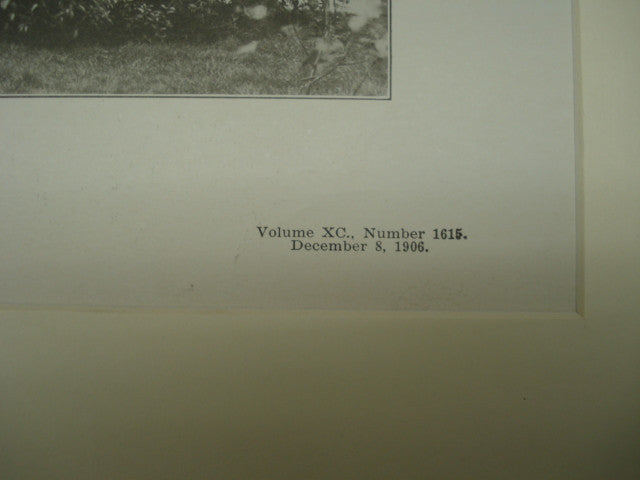 Volume XC., Number 1615.
December 8, 1906.